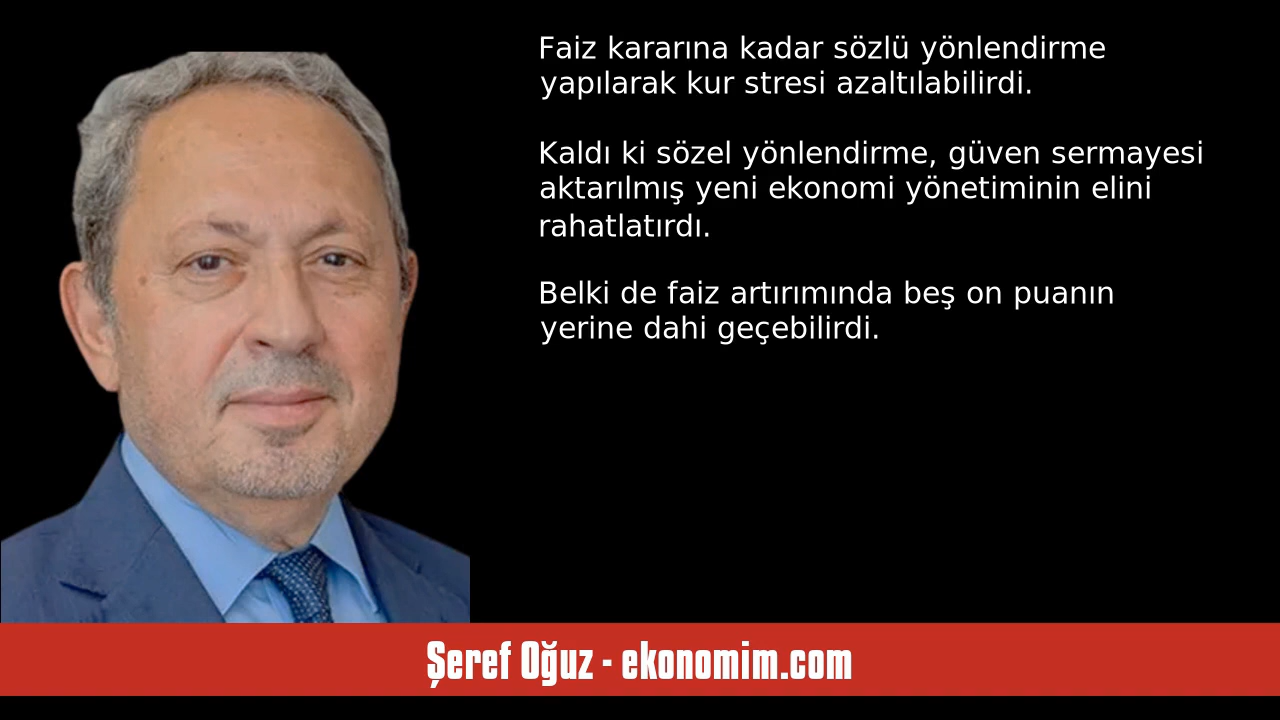 Faiz kararına kadar sözlü yönlendirme
yapılarak kur stresi azaltılabilirdi.
Kaldı ki sözel yönlendirme, güven sermayesi
aktarılmış yeni ekonomi yönetiminin elini
rahatlatırdı.
Belki de faiz artırımında beş on puanın
yerine dahi geçebilirdi.
Şeref Oğuz - ekonomim.com